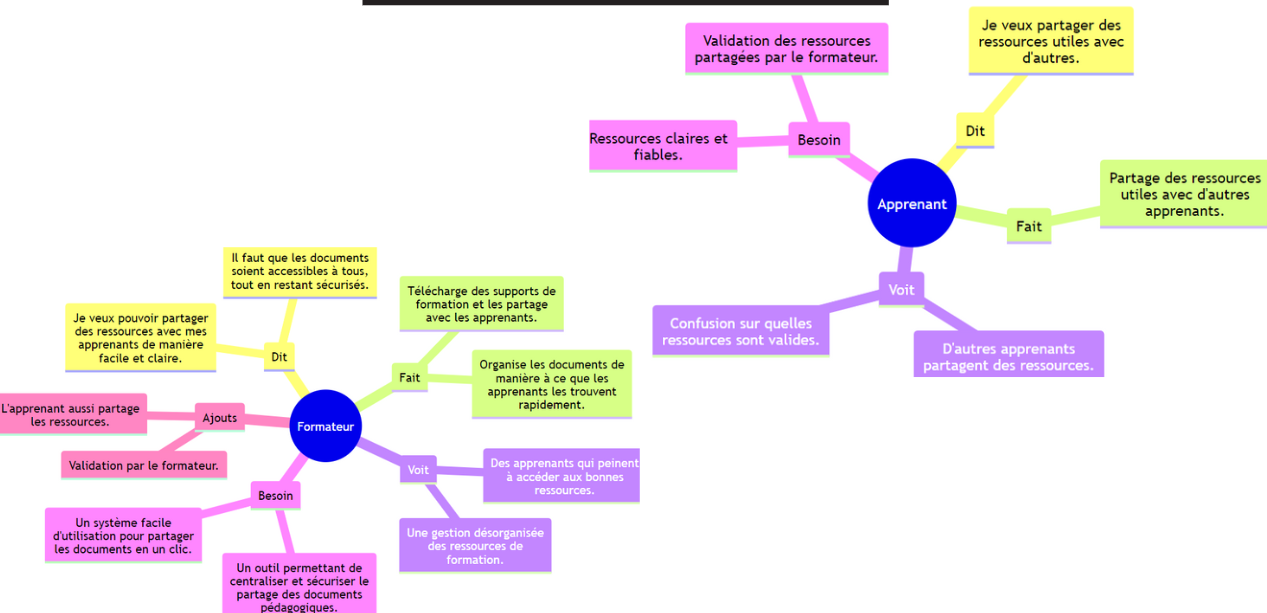 Validation des ressources
partagées par le formateur.
Ressources claires et
fiables.
Besoin
Je veux partager des
ressources utiles avec
d'autres.
Dit
Apprenant
Partage des ressources
utiles avec d'autres
apprenants.
Fait
Voit
Confusion sur quelles
ressources sont valides.
D'autres apprenants
partagent des ressources.
Il faut que les documents
soient accessibles à tous,
tout en restant sécurisés.
Je veux pouvoir partager
des ressources avec mes
apprenants de manière
facile et claire.
Dit
Télécharge des supports de
formation et les partage
avec les apprenants.
Organise les documents de
manière à ce que les
apprenants les trouvent
rapidement.
Fait
L'apprenant aussi partage
les ressources.
Ajouts
Validation par le formateur.
Formateur
Voit
Des apprenants qui peinent
à accéder aux bonnes
ressources.
Une gestion désorganisée
des ressources de
formation.
Besoin
Un système facile
d'utilisation pour partager
les documents en un clic.
Un outil permettant de
centraliser et sécuriser le
partage des documents
pédagogiques.